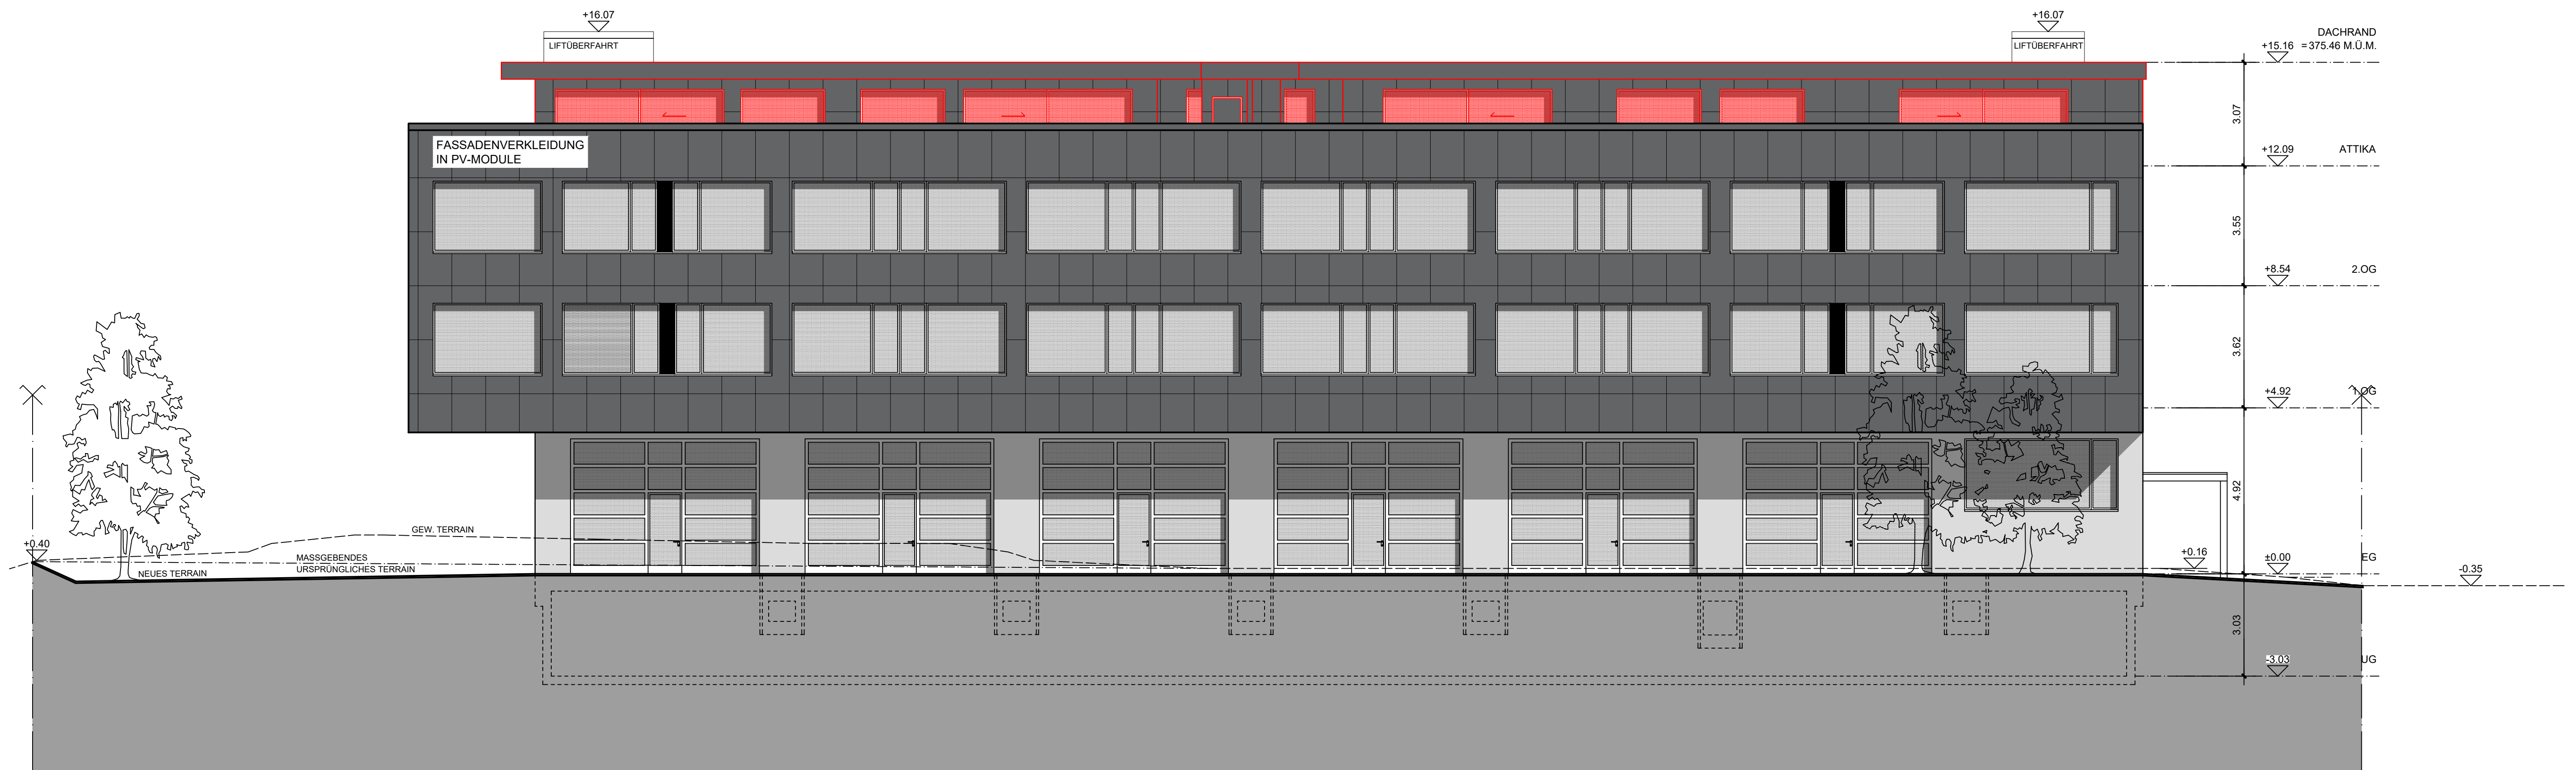 +16.07
LIFTÜBERFAHRT
+16.07
LIFTÜBERFAHRT
DACHRAND
+15.16 =375.46 M.Ü.M.
3.07
FASSADENVERKLEIDUNG
IN PV-MODULE
+12.09 ATTIKA
3.55
+8.54 2.OG
3.62
+4.92 1.OG
4.92
GEW. TERRAIN
+0.40
MASSGEBENDES
URSPRÜNGLICHES TERRAIN
NEUES TERRAIN
+0.16
±0.00 EG
-0.35
3.03
-3.03 UG